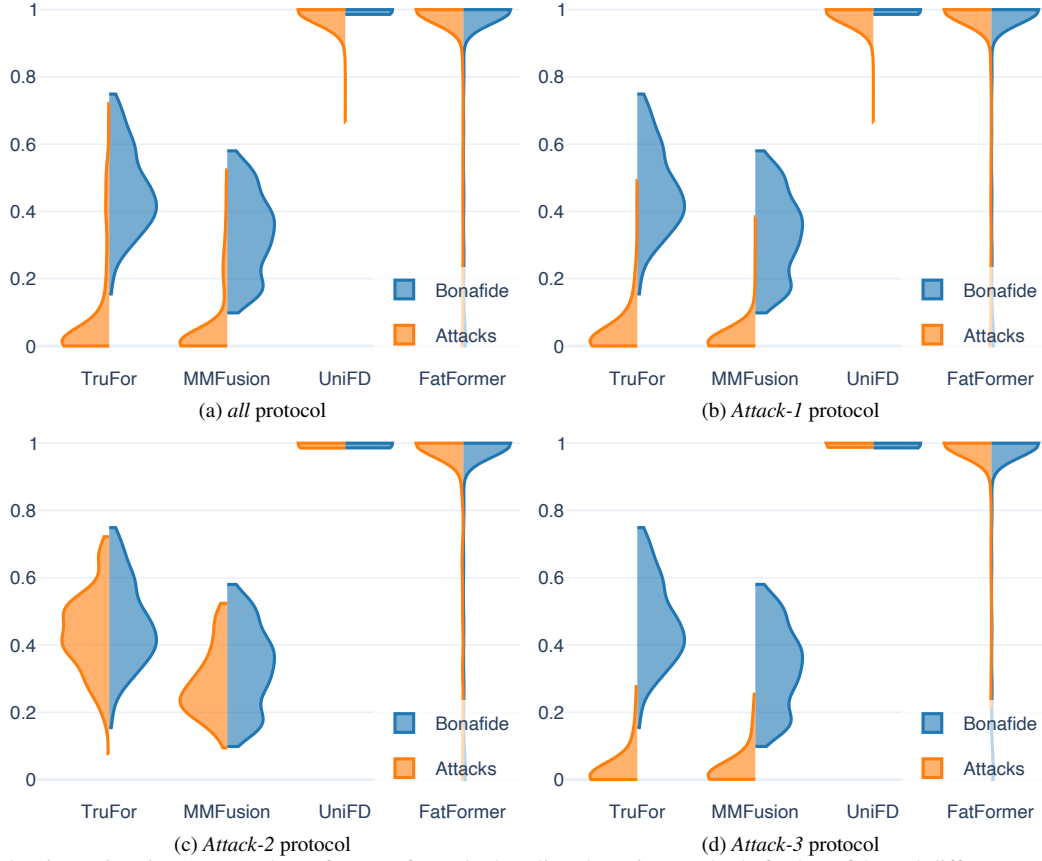 1
0.8
0.6
0.4
0.2
0
Bonafide
Attacks
TruFor MMFusion UniFD FatFormer
(a) all protocol
1
0.8
0.6
0.4
0.2
0
Bonafide
Attacks
TruFor MMFusion UniFD FatFormer
(b) Attack-1 protocol
1
0.8
0.6
0.4
0.2
0
Bonafide
Attacks
TruFor MMFusion UniFD FatFormer
(c) Attack-2 protocol
1
0.8
0.6
0.4
0.2
0
Bonafide
Attacks
TruFor MMFusion UniFD FatFormer
(d) Attack-3 protocol